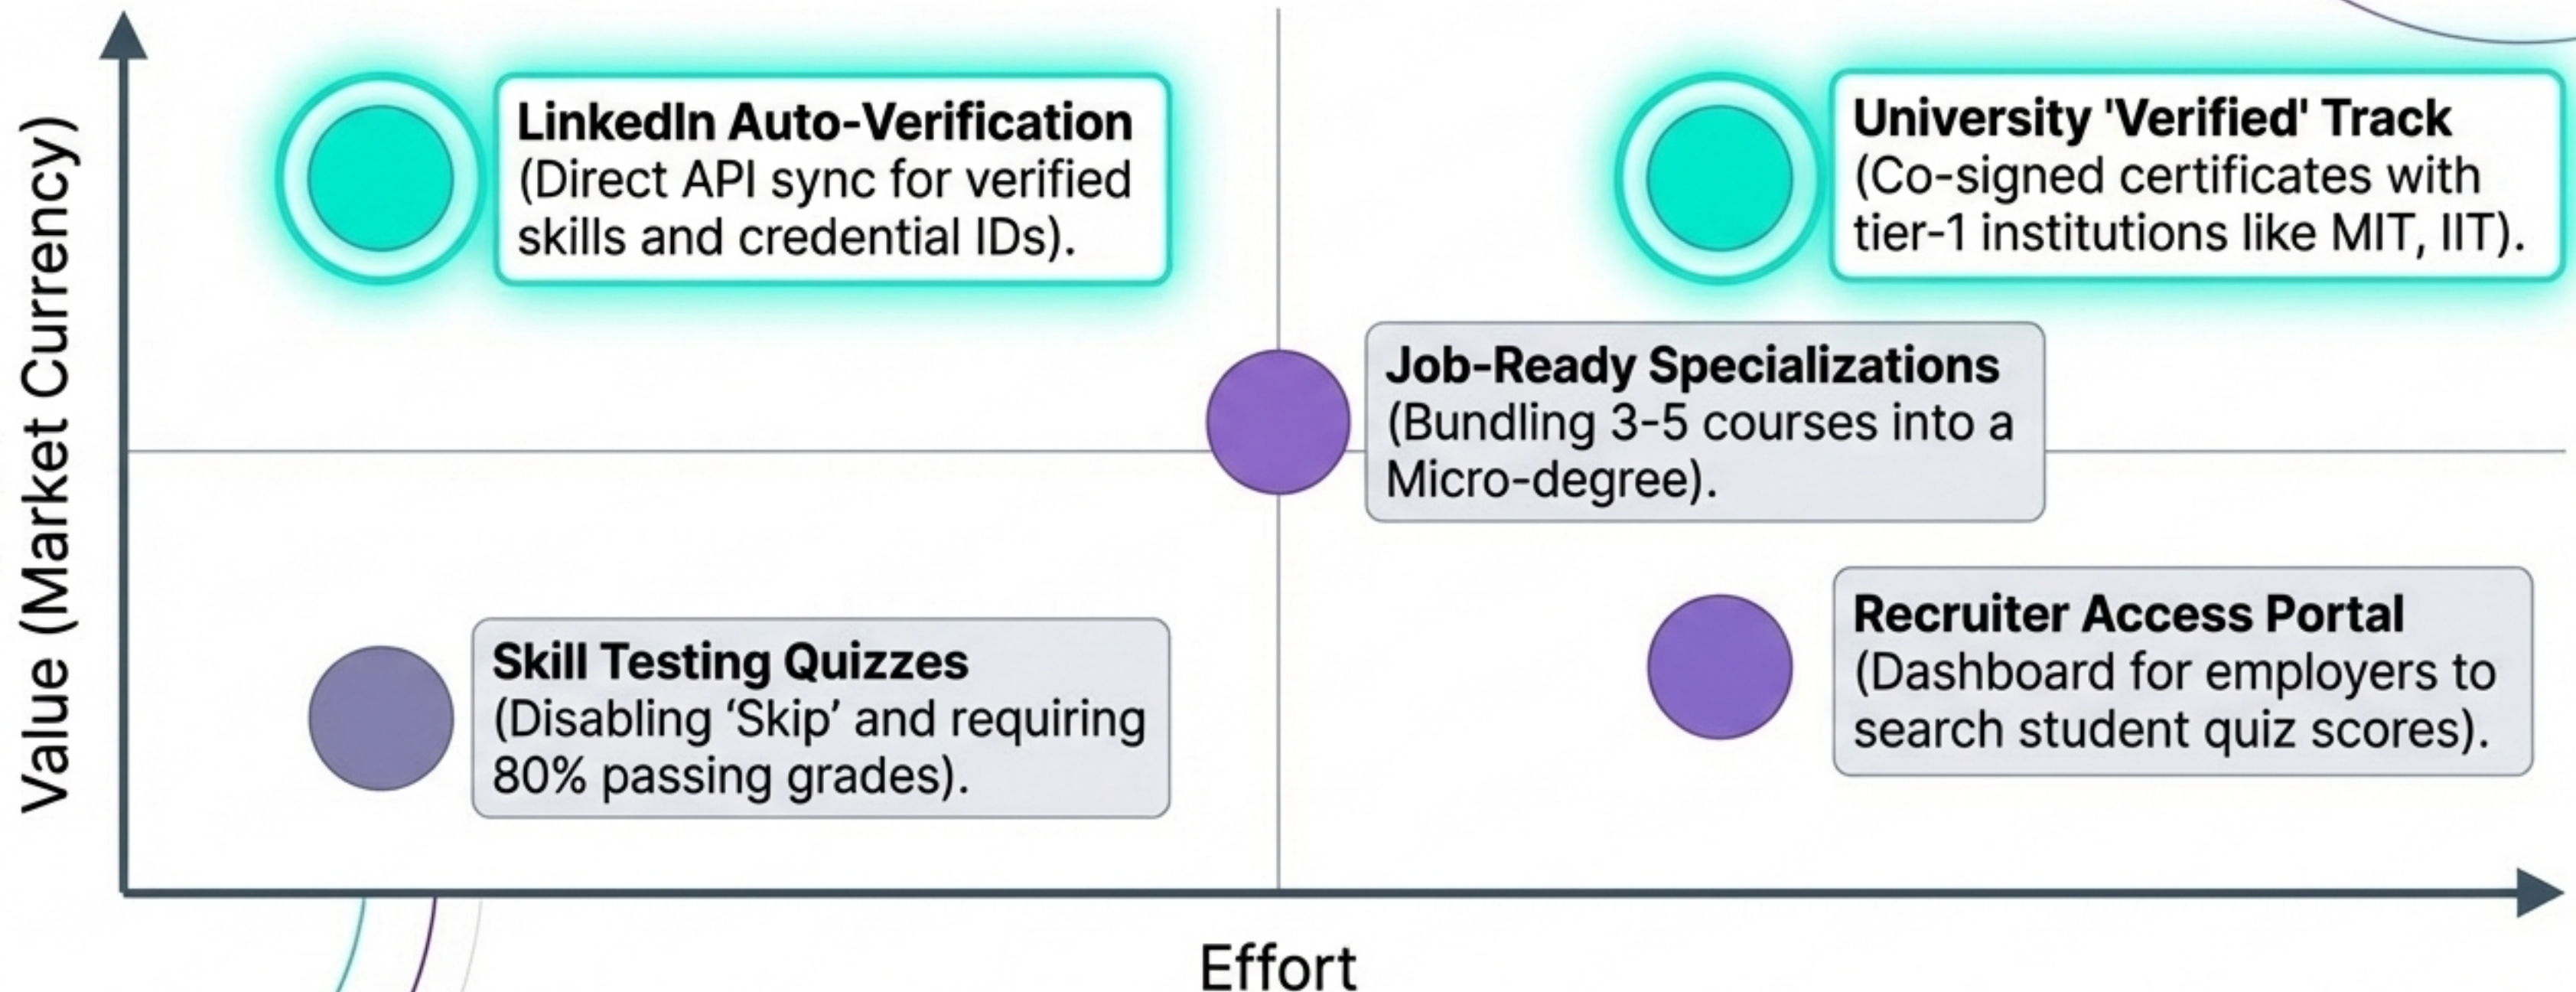 Value (Market Currency)
LinkedIn Auto-Verification
(Direct API sync for verified
skills and credential IDs).
University 'Verified' Track
(Co-signed certificates with
tier-1 institutions like MIT, IIT).
Job-Ready Specializations
(Bundling 3-5 courses into a
Micro-degree).
Skill Testing Quizzes
(Disabling ‘Skip’ and requiring
80% passing grades).
Recruiter Access Portal
(Dashboard for employers to
search student quiz scores).
Effort